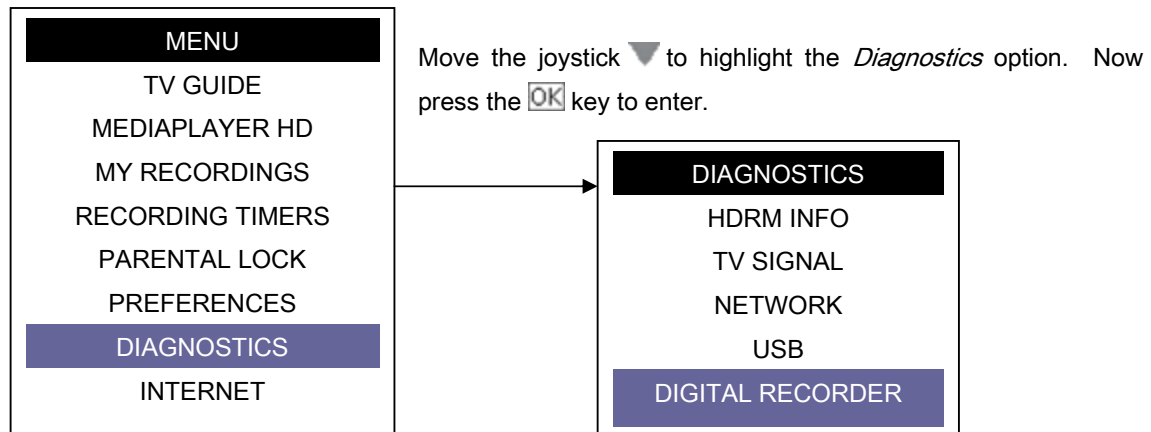 MENU
TV GUIDE
MEDIAPLAYER HD
MY RECORDINGS
RECORDING TIMERS
PARENTAL LOCK
PREFERENCES
DIAGNOSTICS
INTERNET
Move the joystick to highlight the Diagnostics option. Now
press the OK key to enter.
DIAGNOSTICS
HDRM INFO
TV SIGNAL
NETWORK
USB
DIGITAL RECORDER